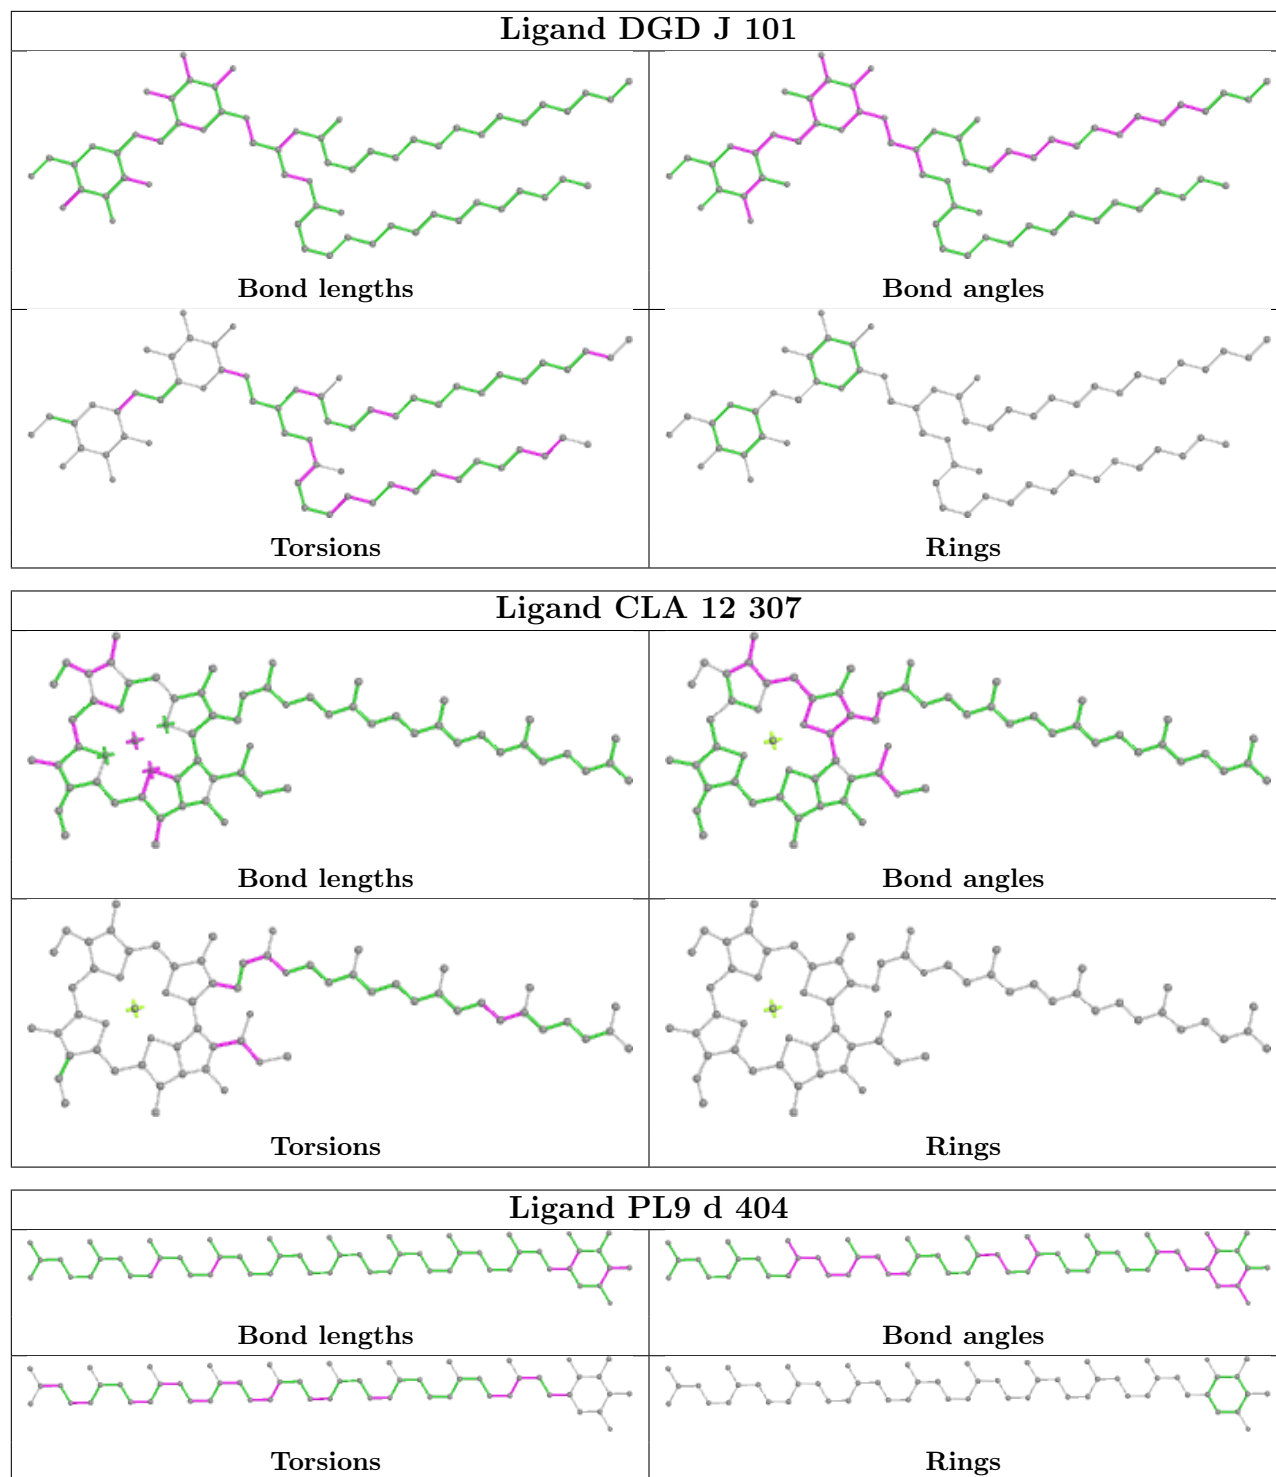 Ligand DGD J 101
Bond lengths
Bond angles
Torsions
Rings
Ligand CLA 12 307
Bond lengths
Bond angles
Torsions
Rings
Ligand PL9 d 404
Bond lengths
Bond angles
Torsions
Rings